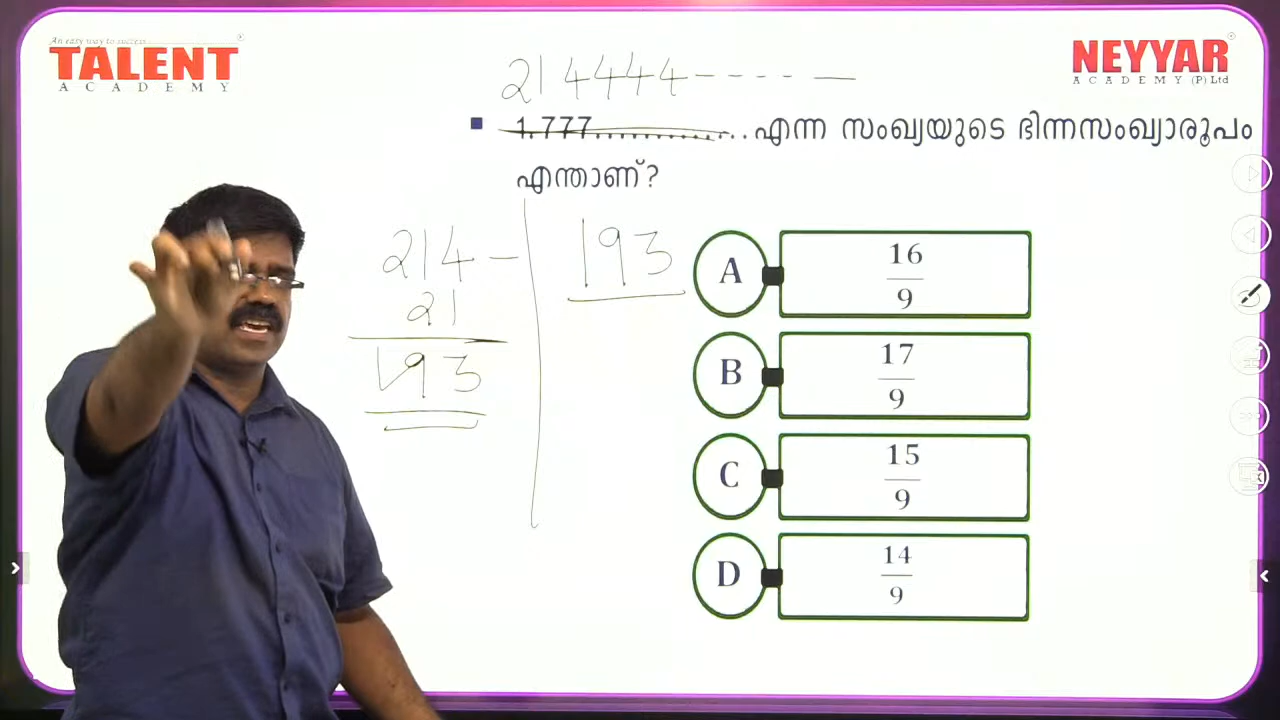 An easy way to success
TALENT
ACADEMY
NEYYAR
ACADEMY (P) Ltd
214444---- —
1.777.............. എന്ന സംഖ്യയുടെ ഭിന്നസംഖ്യാരൂപം
എന്താണ്?
214 -
21
193
193
A
16
9
B
17
9
C
15
9
D
14
9